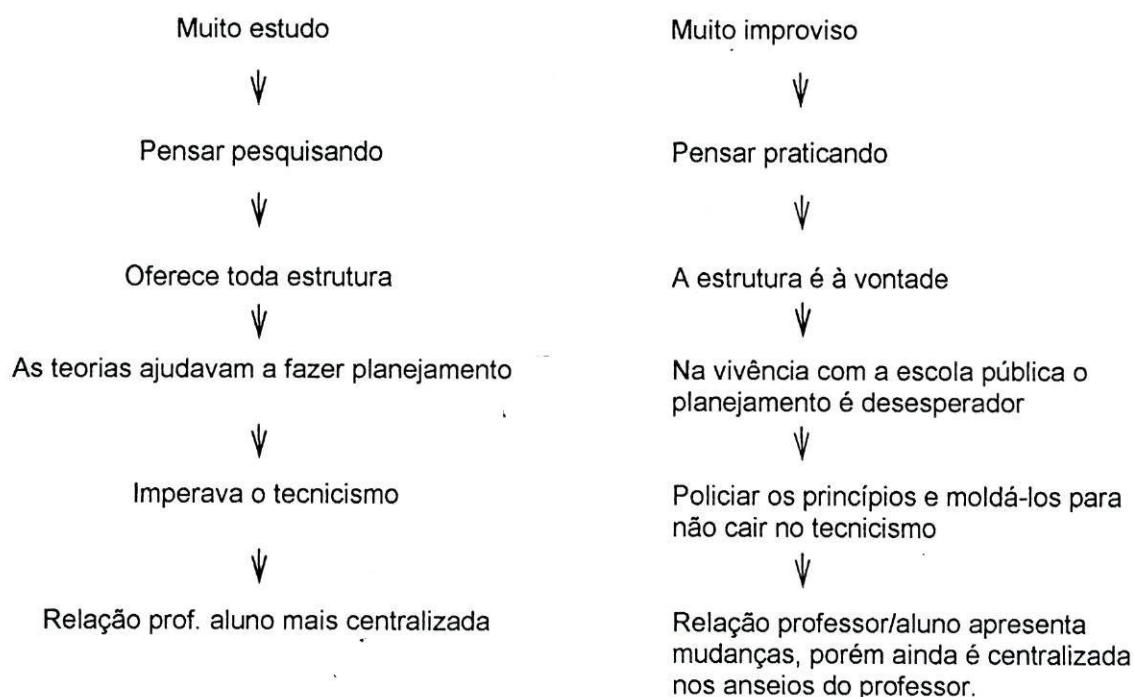 Muito estudo
Pensar pesquisando
Oferece toda estrutura
As teorias ajudavam a fazer planejamento
Imperava o tecnicismo
Relação prof. aluno mais centralizada
Muito improviso
Pensar praticando
A estrutura é à vontade
Na vivência com a escola pública o
planejamento é desesperador
Policiar os princípios e moldá-los para
não cair no tecnicismo
Relação professor/aluno apresenta
mudanças, porém ainda é centralizada
nos anseios do professor.